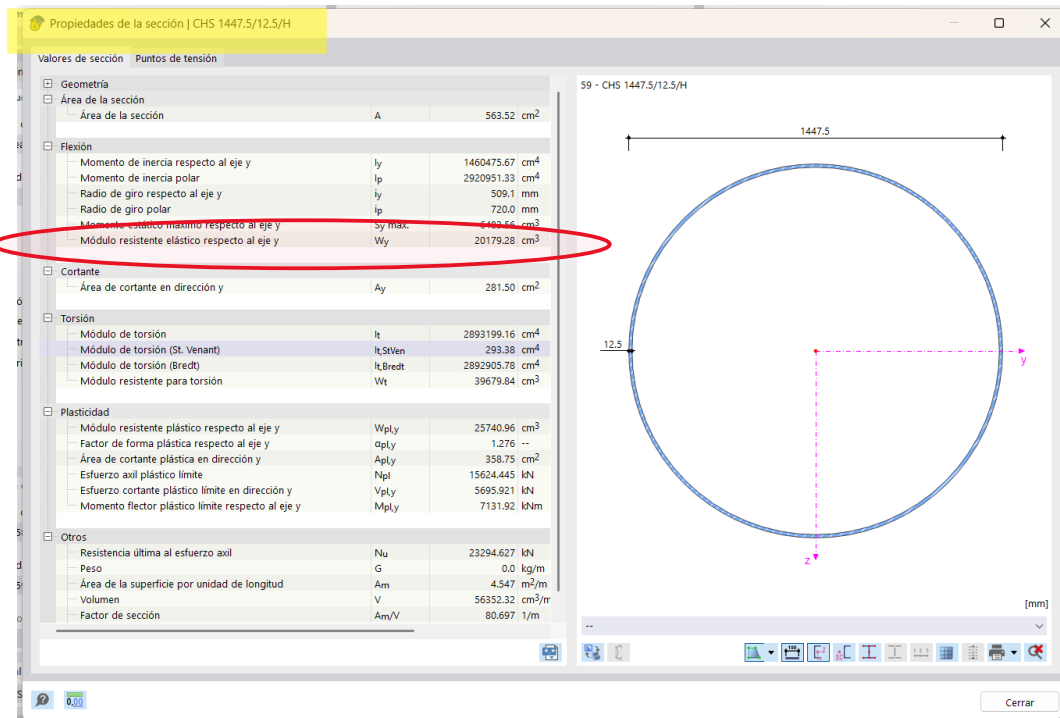 Propiedades de la sección | CHS 1447.5/12.5/H
Valores de sección Puntos de tensión
Geometría
Área de la sección
Área de la sección A 563.52 cm2
Flexión
Momento de inercia respecto al eje y Iy 1460475.67 cm4
Momento de inercia polar Ip 2920951.33 cm4
Radio de giro respecto al eje y iy 509.1 mm
Radio de giro polar ip 720.0 mm
Momento estático máximo respecto al eje y Sy max. cm3
Módulo resistente elástico respecto al eje y Wy 20179.28 cm3
Cortante
Área de cortante en dirección y Ay 281.50 cm2
Torsión
Módulo de torsión It 2893199.16 cm4
Módulo de torsión (St. Venant) It,StVen 293.38 cm4
Módulo de torsión (Bredt) It,Bredt 2892905.78 cm4
Módulo resistente para torsión Wt 39679.84 cm3
Plasticidad
Módulo resistente plástico respecto al eje y Wpl,y 25740.96 cm3
Factor de forma plástica respecto al eje y αpl,y 1.276 --
Área de cortante plástica en dirección y Apl,y 358.75 cm2
Esfuerzo axil plástico límite Npl 15624.445 kN
Esfuerzo cortante plástico límite en dirección y Vpl,y 5695.921 kN
Momento flector plástico límite respecto al eje y Mpl,y 7131.92 kNm
Otros
Resistencia última al esfuerzo axil Nu 23294.627 kN
Peso G 0.0 kg/m
Área de la superficie por unidad de longitud Am 4.547 m2/m
Volumen V 56352.32 cm3/m
Factor de sección Am/V 80.697 1/m
59 - CHS 1447.5/12.5/H
1447.5
12.5
y
z
[mm]
--
0,00
Cerrar